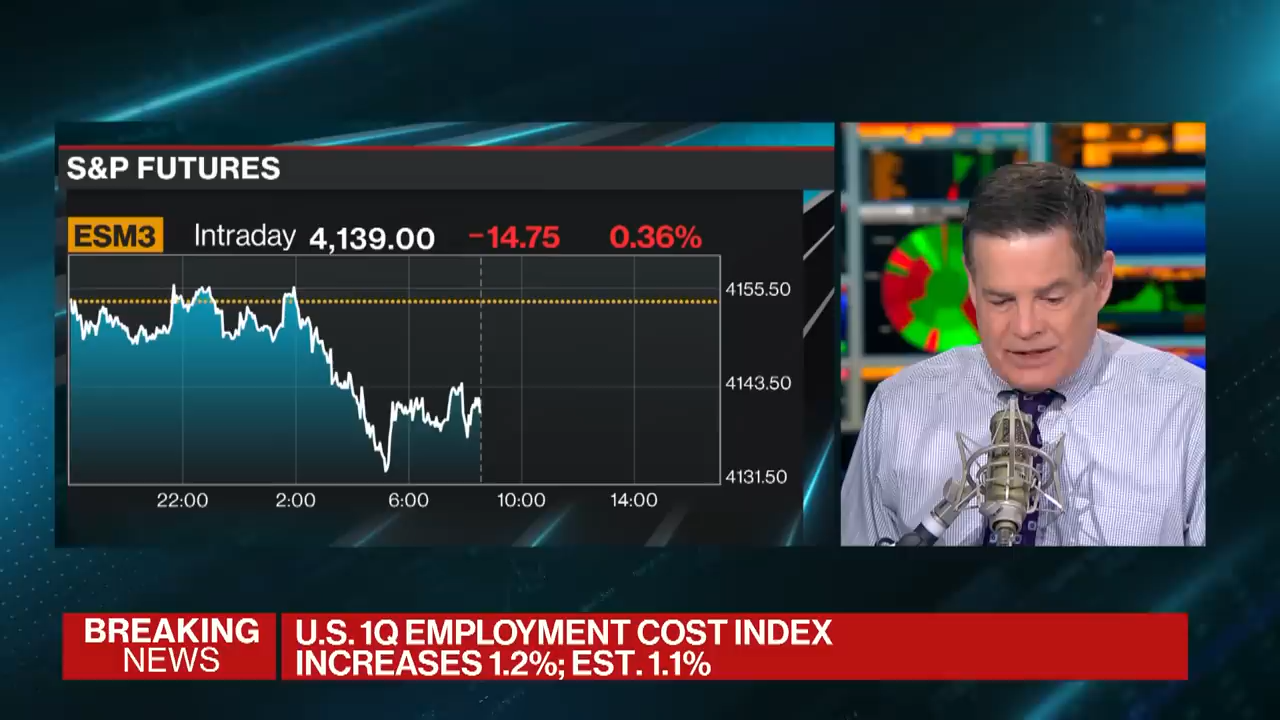 S&P FUTURES
ESM3 Intraday 4,139.00 -14.75 0.36%
4155.50
4143.50
4131.50
22:00 2:00 6:00 10:00 14:00
BREAKING NEWS
U.S. 1Q EMPLOYMENT COST INDEX
INCREASES 1.2%; EST. 1.1%